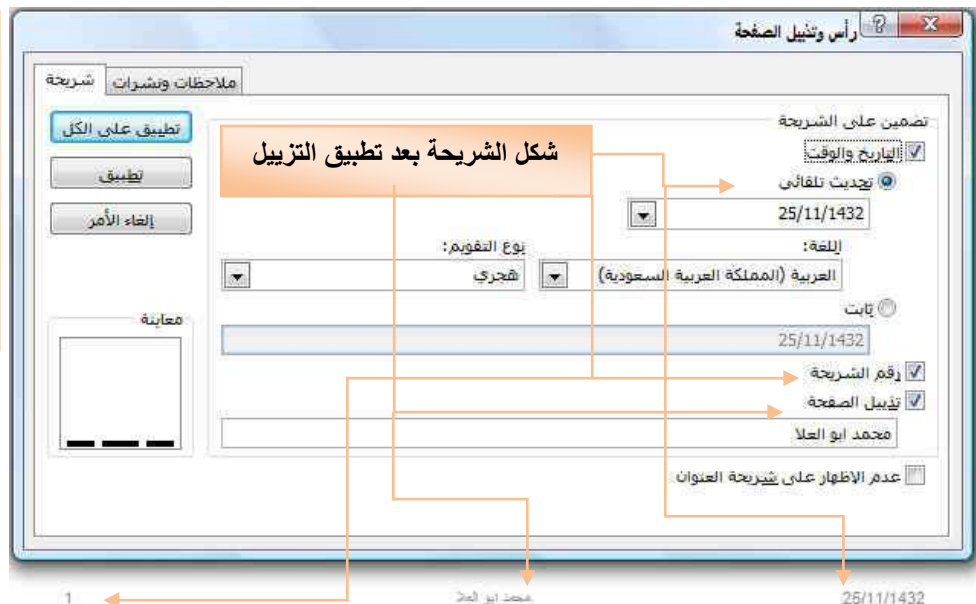 رأس وتذييل الصفحة
شريحة
ملاحظات ونشرات
تضمين على الشريحة
التاريخ والوقت
تحديث تلقائي
25/11/1432
اللغة:
نوع التقويم:
العربية (المملكة العربية السعودية)
هجري
ثابت
25/11/1432
رقم الشريحة
تذييل الصفحة
محمد ابو العلا
عدم الاظهار على شريحة العنوان
تطبيق على الكل
تطبيق
إلغاء الأمر
معاينة
شكل الشريحة بعد تطبيق التزييل
25/11/1432
محمد ابو العلا
1